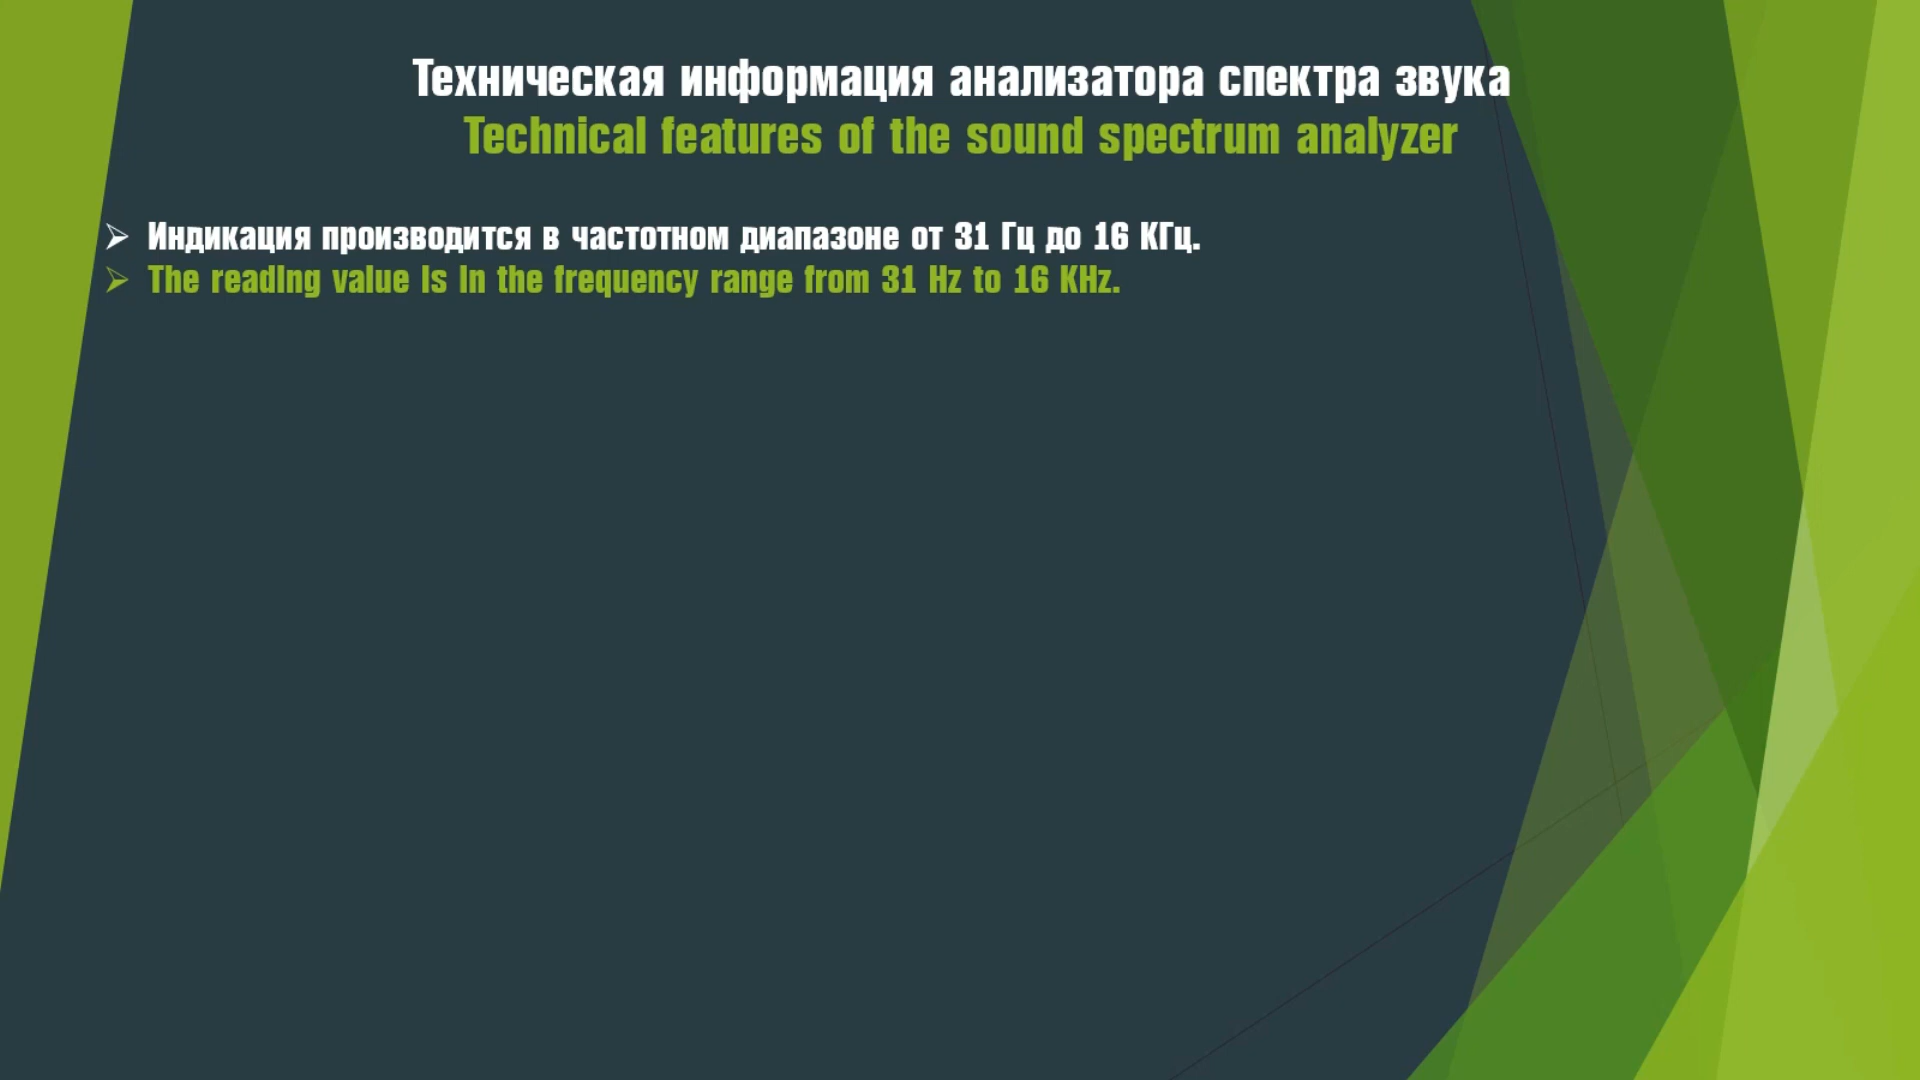 Техническая информация анализатора спектра звука
Technical features of the sound spectrum analyzer
➢ Индикация производится в частотном диапазоне от 31 Гц до 16 КГц.
➢ The reading value is in the frequency range from 31 Hz to 16 KHz.